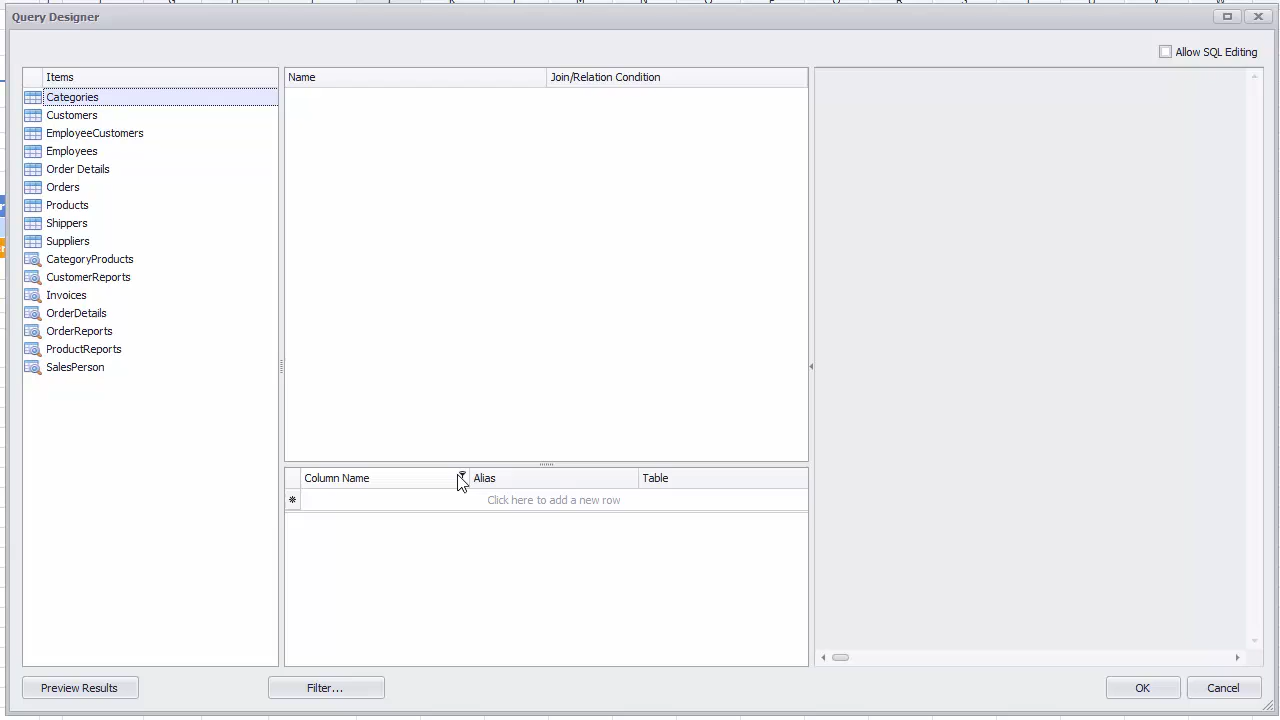 Query Designer
Allow SQL Editing
Items
Categories
Customers
EmployeeCustomers
Employees
Order Details
Orders
Products
Shippers
Suppliers
CategoryProducts
CustomerReports
Invoices
OrderDetails
OrderReports
ProductReports
SalesPerson
Name Join/Relation Condition
Column Name Alias Table
Click here to add a new row
Preview Results Filter... OK Cancel